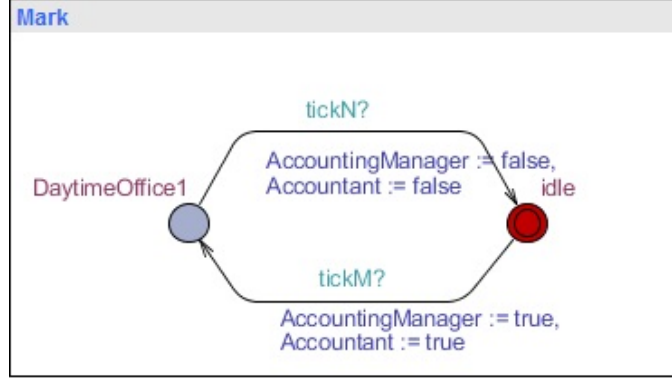 Mark
tickN?
AccountingManager := false,
Accountant := false
DaytimeOffice1
idle
tickM?
AccountingManager := true,
Accountant := true